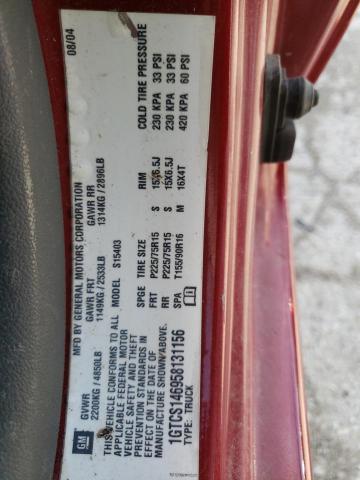 MFD BY GENERAL MOTORS CORPORATION
08/04
GM
GVWR
GAWR FRT
GAWR RR
2200KG / 4850LB
1149KG / 2533LB
1314KG / 2896LB
THIS VEHICLE CONFORMS TO ALL
APPLICABLE FEDERAL MOTOR
VEHICLE SAFETY AND THEFT
PREVENTION STANDARDS IN
EFFECT ON THE DATE OF
MANUFACTURE SHOWN ABOVE.
1GTCS146958131156
TYPE: TRUCK
MODEL: S15403
SPGE TIRE SIZE RIM COLD TIRE PRESSURE
FRT P225/75R15 S 15X6.5J 230 KPA 33 PSI
RR P225/75R15 S 15X6.5J 230 KPA 33 PSI
SPA T155/90R16 M 16X4T 420 KPA 60 PSI